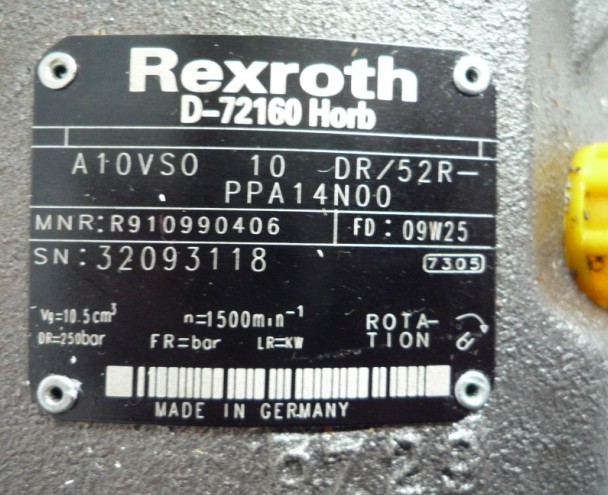 Rexroth
D-72160 Horb
A10VSO 10 DR/52R-
PPA14N00
MNR: R910990406 FD: 09W25
SN: 32093118 7305
Vg=10.5cm³ n=1500min⁻¹ ROTA-
DR=250bar FR=bar LR=KW TION
MADE IN GERMANY